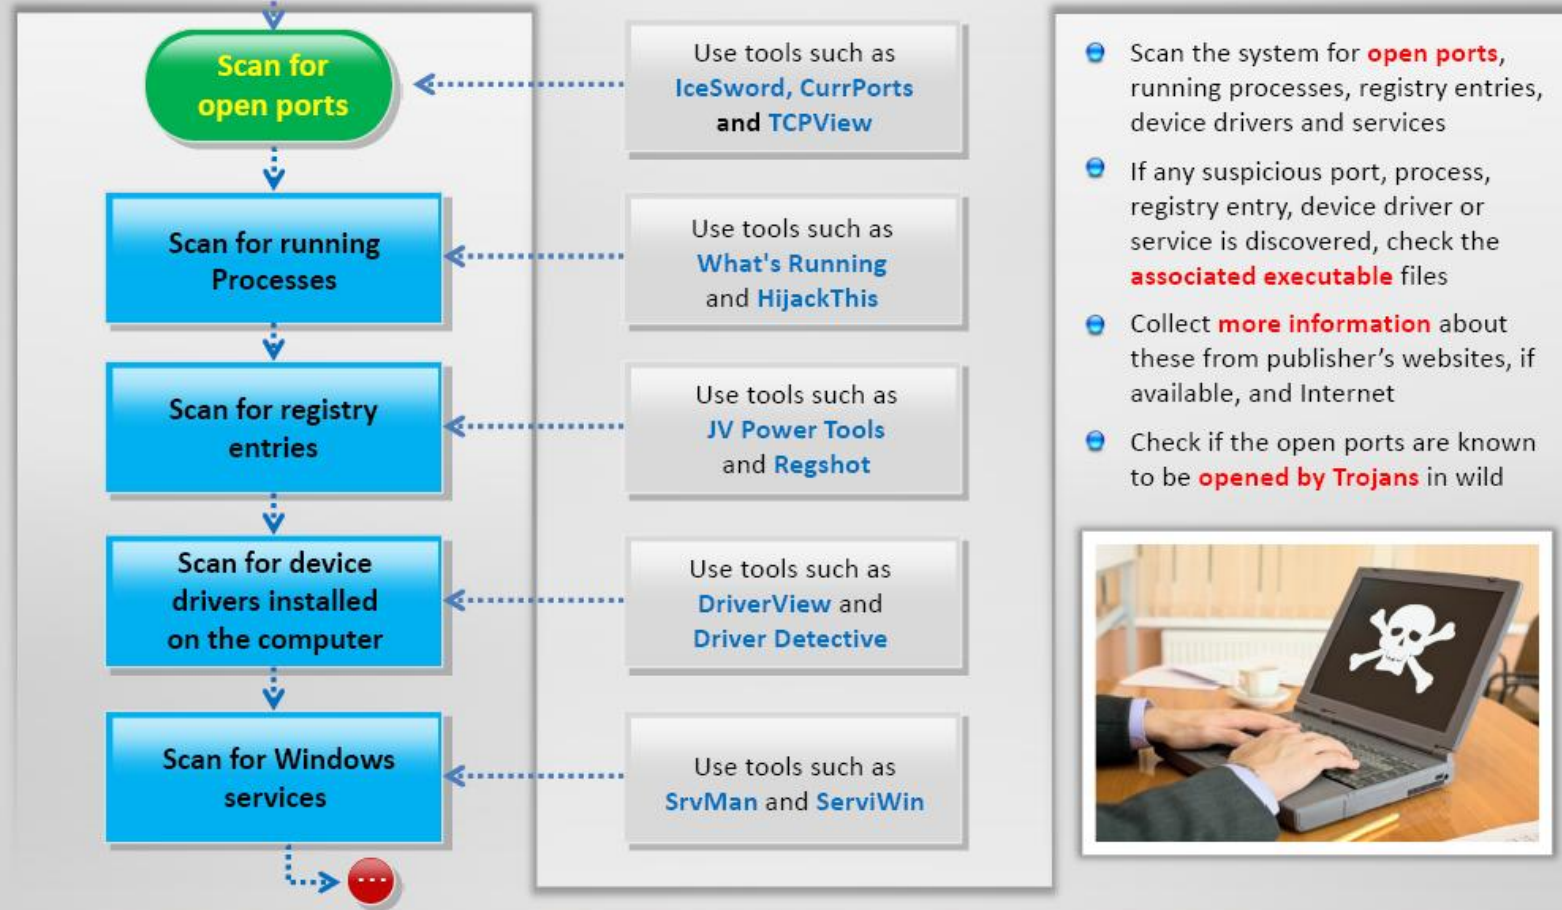 Scan for
open ports
Use tools such as
IceSword, CurrPorts
and TCPView
Scan for running
Processes
Use tools such as
What's Running
and HijackThis
Scan for registry
entries
Use tools such as
JV Power Tools
and Regshot
Scan for device
drivers installed
on the computer
Use tools such as
DriverView and
Driver Detective
Scan for Windows
services
Use tools such as
SrvMan and ServiWin
...
Scan the system for open ports,
running processes, registry entries,
device drivers and services
If any suspicious port, process,
registry entry, device driver or
service is discovered, check the
associated executable files
Collect more information about
these from publisher’s websites, if
available, and Internet
Check if the open ports are known
to be opened by Trojans in wild